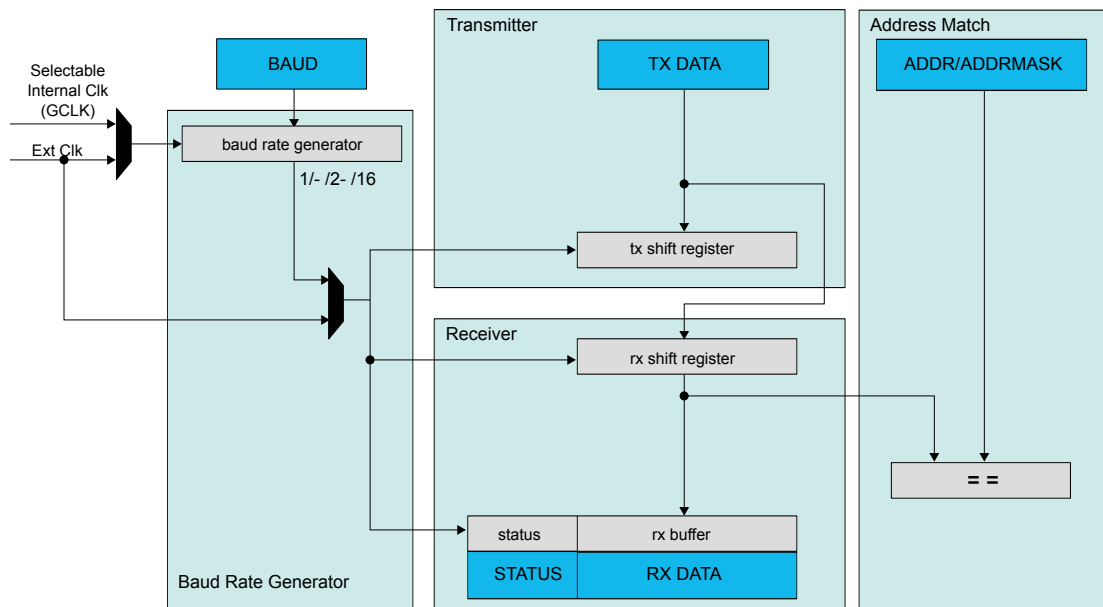 Transmitter
Address Match
BAUD
TX DATA
ADDR/ADDRMASK
Selectable
Internal Clk
(GCLK)
Ext Clk
baud rate generator
1/- /2- /16
tx shift register
Receiver
rx shift register
= =
status
rx buffer
STATUS
RX DATA
Baud Rate Generator